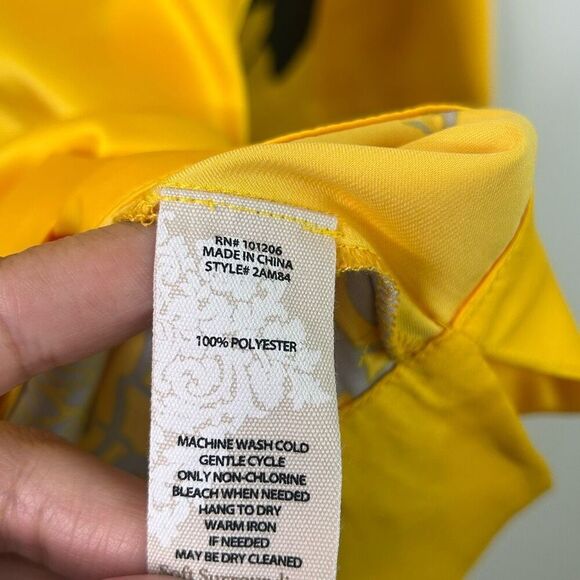 RN# 101206
MADE IN CHINA
STYLE# 2AM84
100% POLYESTER
MACHINE WASH COLD
GENTLE CYCLE
ONLY NON-CHLORINE
BLEACH WHEN NEEDED
HANG TO DRY
WARM IRON
IF NEEDED
MAY BE DRY CLEANED